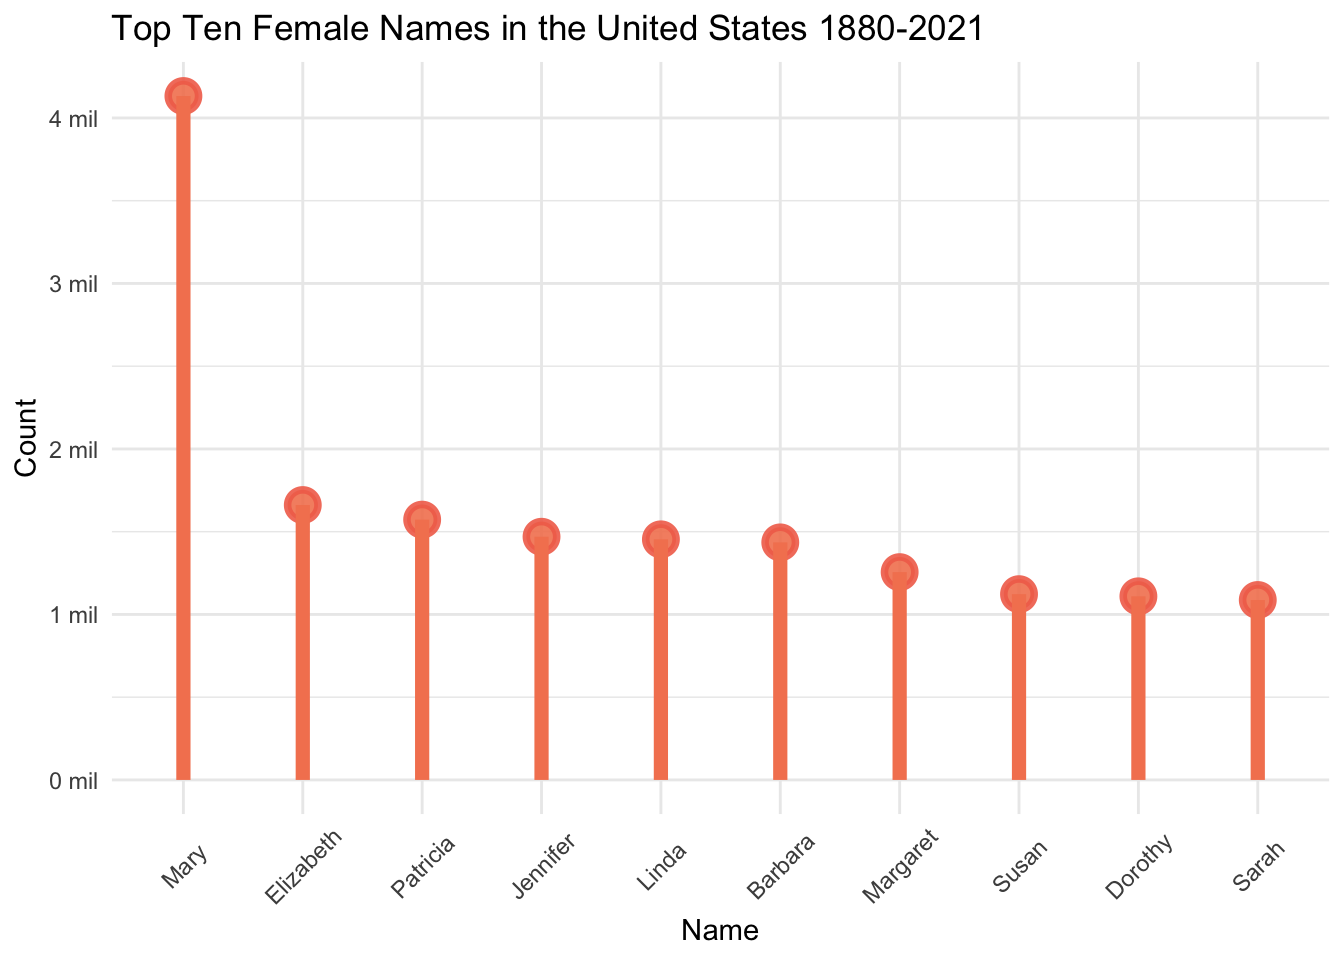 Top Ten Female Names in the United States 1880-2021
4 mil
3 mil
2 mil
1 mil
0 mil
Count
Mary
Elizabeth
Patricia
Jennifer
Linda
Barbara
Margaret
Susan
Dorothy
Sarah
Name